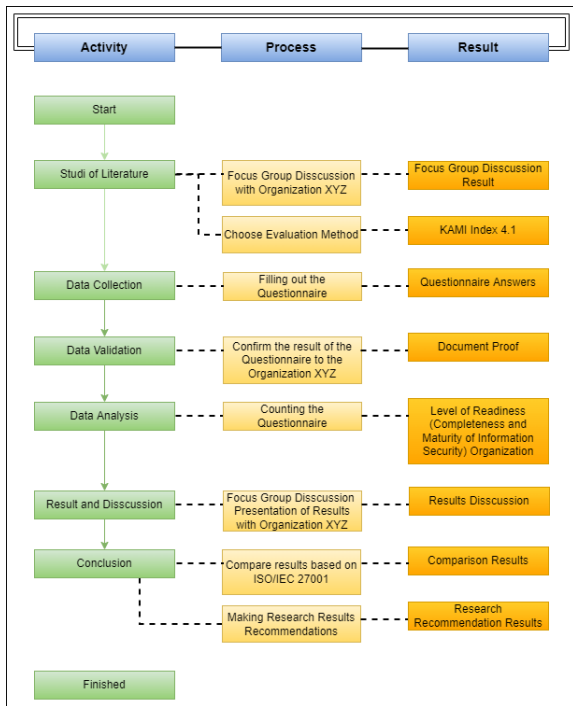 Activity
Process
Result
Start
Studi of Literature
Focus Group Disscussion
with Organization XYZ
Focus Group Disscussion
Result
Choose Evaluation Method
KAMI Index 4.1
Data Collection
Filling out the
Questionnaire
Questionnaire Answers
Data Validation
Confirm the result of the
Questionnaire to the
Organization XYZ
Document Proof
Data Analysis
Counting the
Questionnaire
Level of Readiness
(Completeness and
Maturity of Information
Security) Organization
Result and Disscussion
Focus Group Disscussion
Presentation of Results
with Organization XYZ
Results Disscussion
Conclusion
Compare results based on
ISO/IEC 27001
Comparison Results
Making Research Results
Recommendations
Research
Recommendation Results
Finished